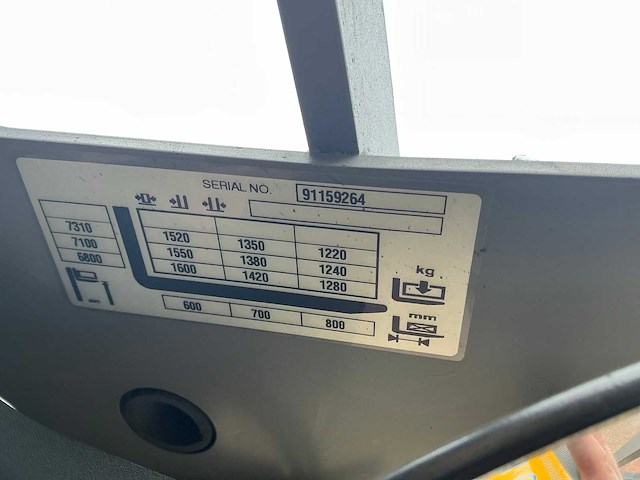 SERIAL NO. 91159264
7310 1520 1350 1220
7100 1550 1380 1240
6800 1600 1420 1280
kg
600 700 800
mm